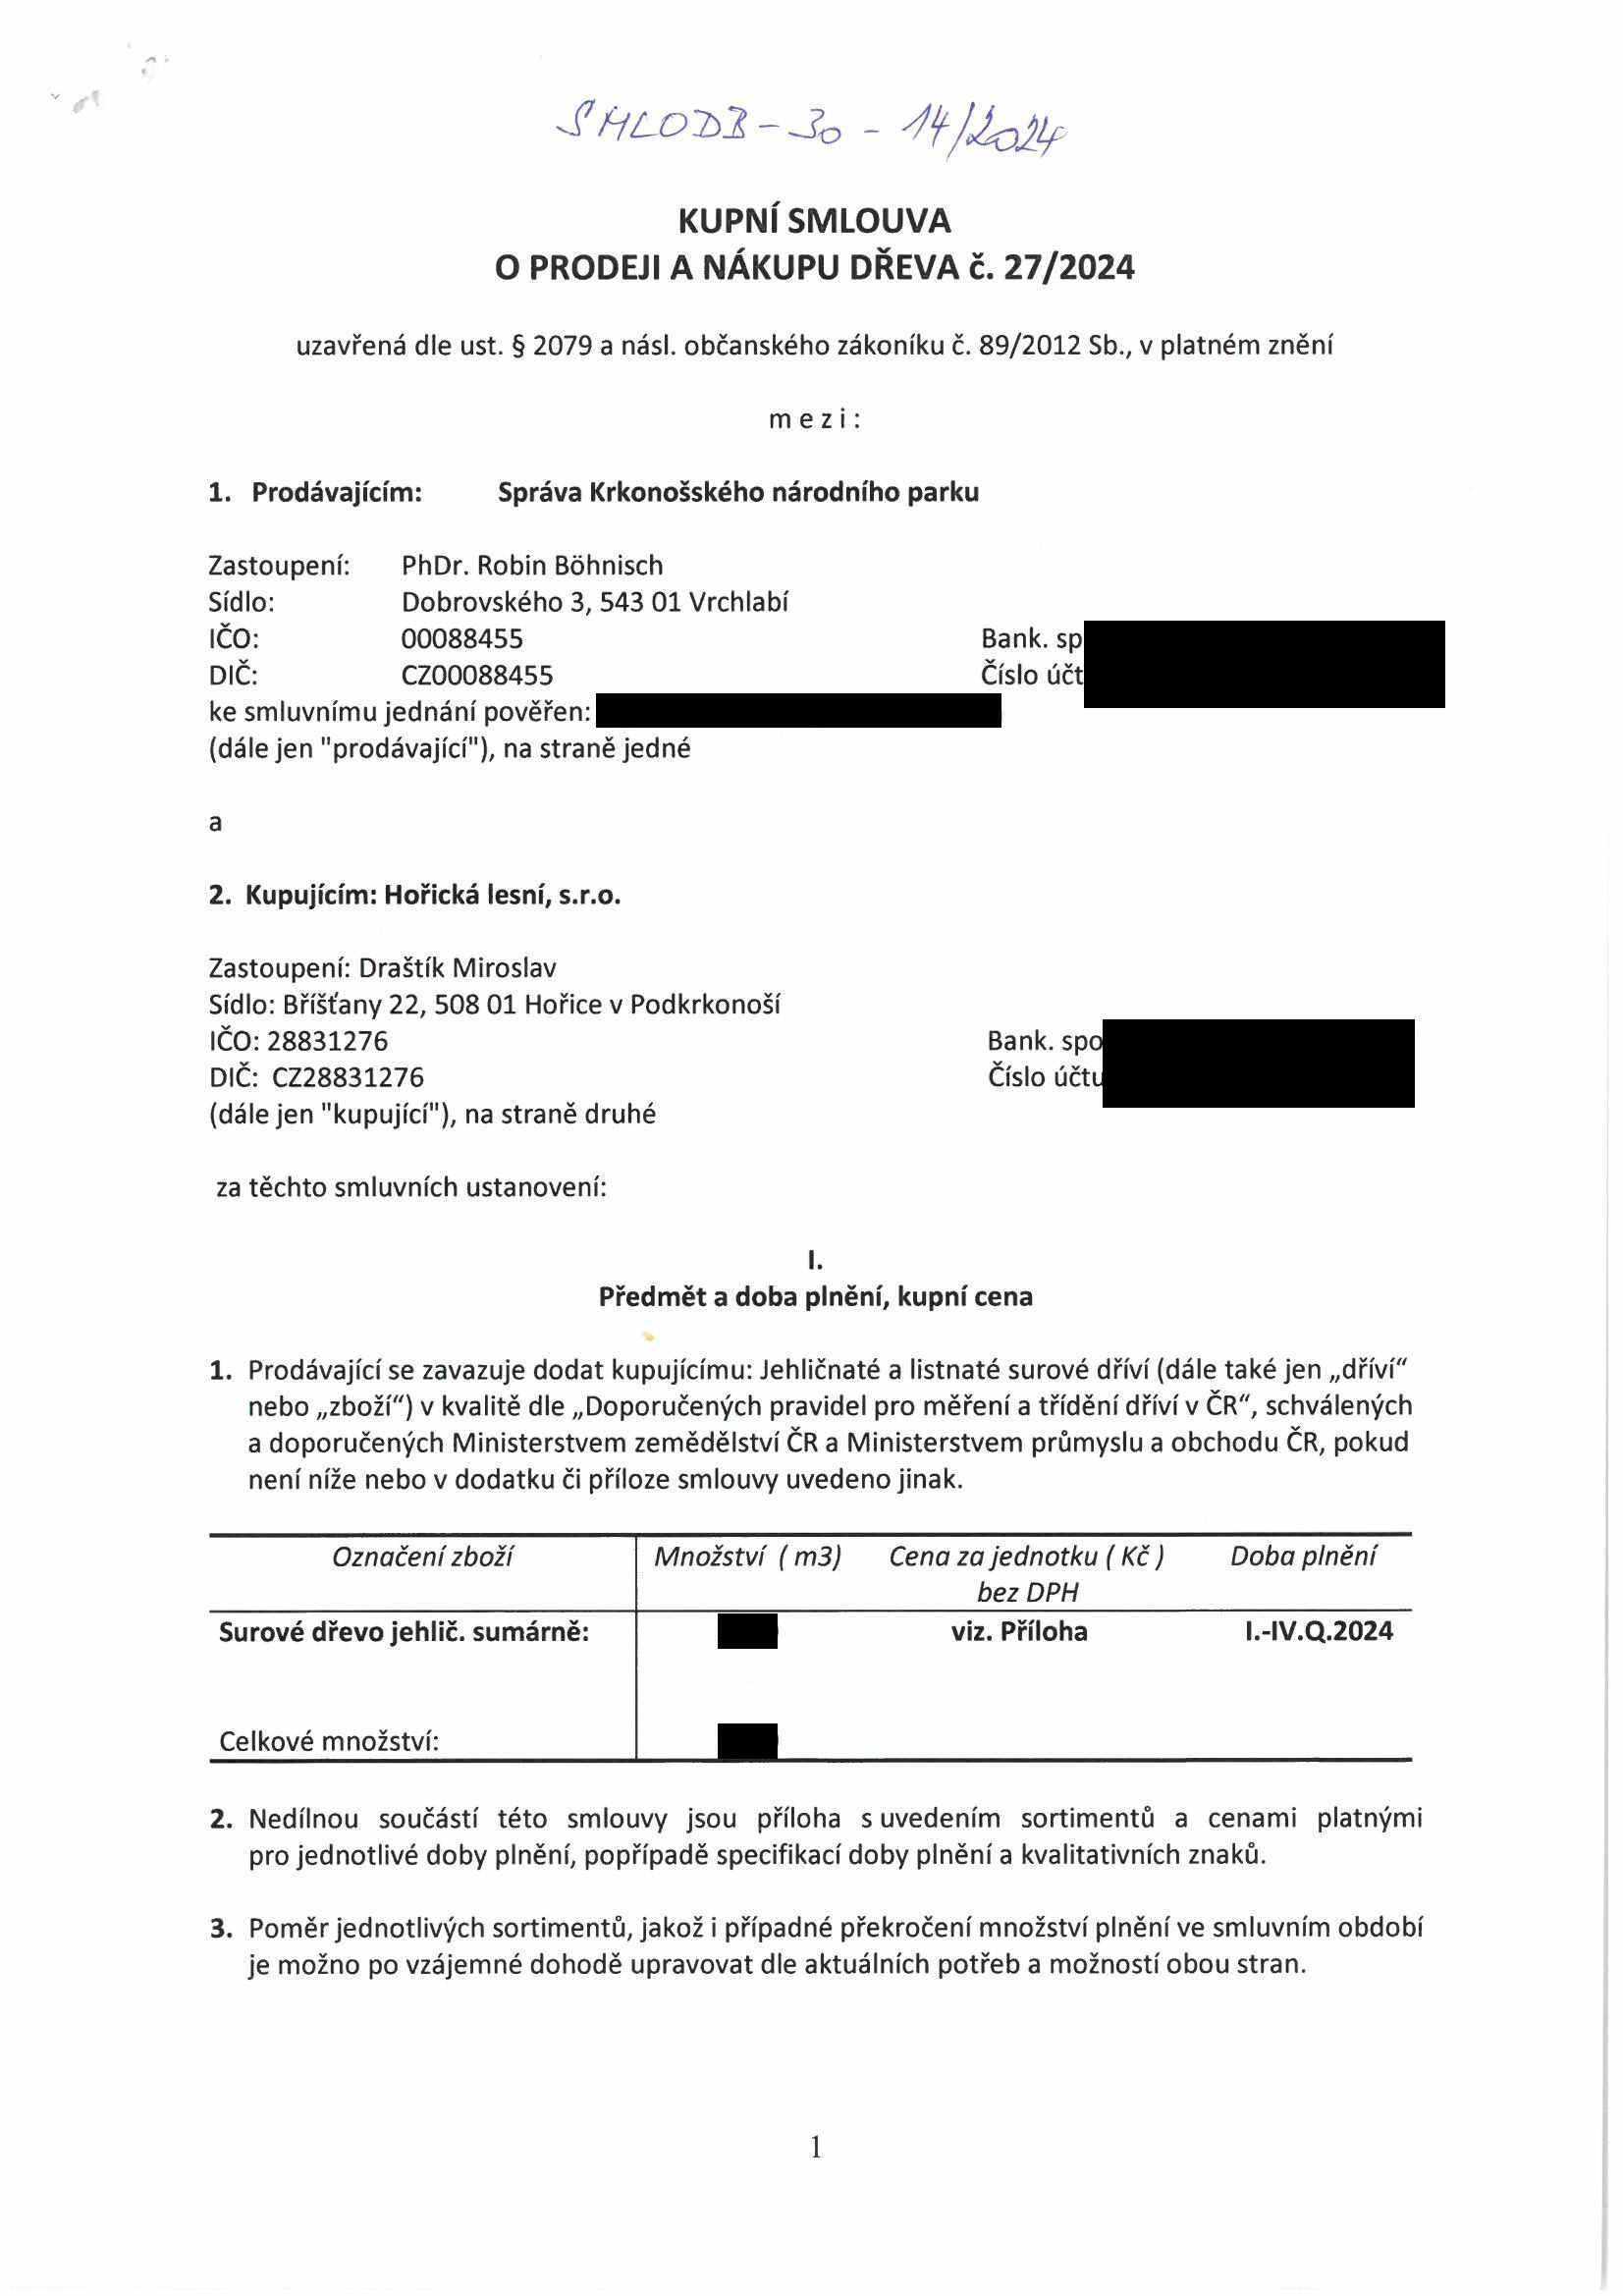 SMLODB-30-14/2024
KUPNÍ SMLOUVA
O PRODEJI A NÁKUPU DŘEVA č. 27/2024
uzavřená dle ust. § 2079 a násl. občanského zákoníku č. 89/2012 Sb., v platném znění
m e z i :
1. Prodávajícím: Správa Krkonošského národního parku
Zastoupení: PhDr. Robin Böhnisch
Sídlo: Dobrovského 3, 543 01 Vrchlabí
IČO: 00088455 Bank. sp
DIČ: CZ00088455 Číslo účt
ke smluvnímu jednání pověřen:
(dále jen "prodávající"), na straně jedné
a
2. Kupujícím: Hořická lesní, s.r.o.
Zastoupení: Draštík Miroslav
Sídlo: Bříšťany 22, 508 01 Hořice v Podkrkonoší
IČO: 28831276 Bank. spo
DIČ: CZ28831276 Číslo účtu
(dále jen "kupující"), na straně druhé
za těchto smluvních ustanovení:
I.
Předmět a doba plnění, kupní cena
1. Prodávající se zavazuje dodat kupujícímu: Jehličnaté a listnaté surové dříví (dále také jen „dříví“
nebo „zboží“) v kvalitě dle „Doporučených pravidel pro měření a třídění dříví v ČR“, schválených
a doporučených Ministerstvem zemědělství ČR a Ministerstvem průmyslu a obchodu ČR, pokud
není níže nebo v dodatku či příloze smlouvy uvedeno jinak.
Označení zboží Množství ( m3) Cena za jednotku ( Kč ) Doba plnění
bez DPH
Surové dřevo jehlič. sumárně: viz. Příloha I.-IV.Q.2024
Celkové množství:
2. Nedílnou součástí této smlouvy jsou příloha s uvedením sortimentů a cenami platnými
pro jednotlivé doby plnění, popřípadě specifikací doby plnění a kvalitativních znaků.
3. Poměr jednotlivých sortimentů, jakož i případné překročení množství plnění ve smluvním období
je možno po vzájemné dohodě upravovat dle aktuálních potřeb a možností obou stran.
1